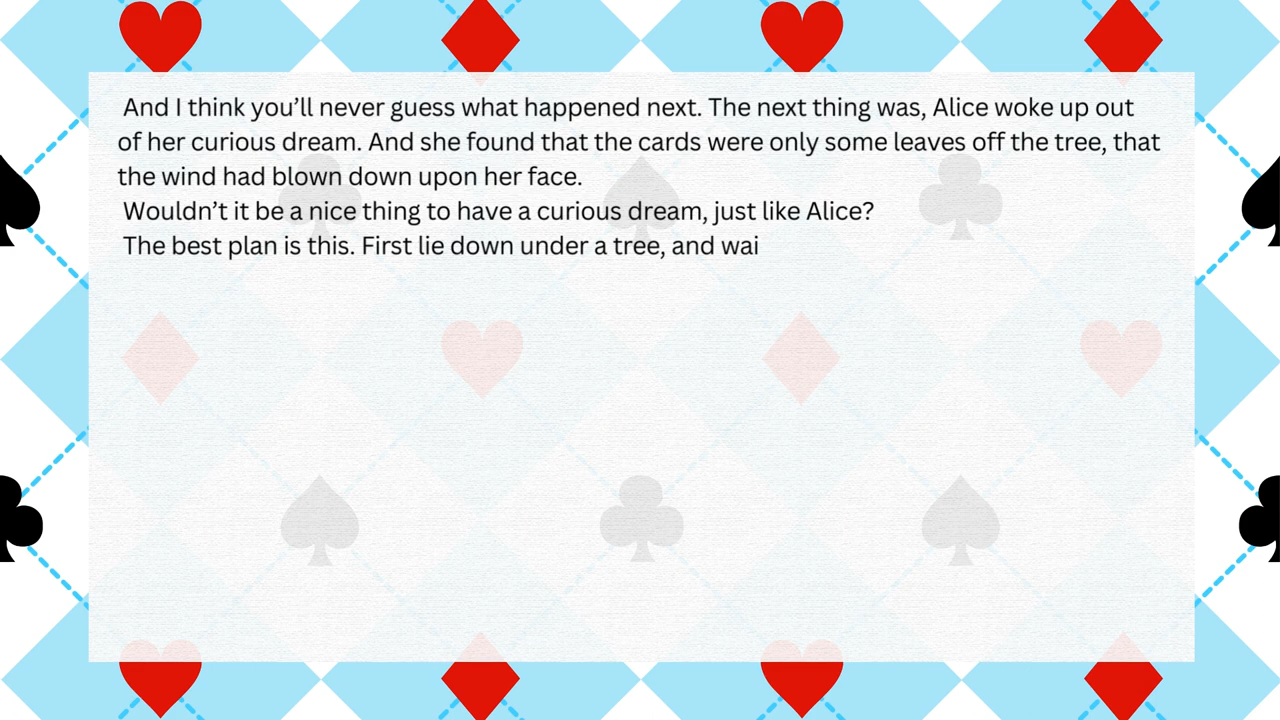 And I think you’ll never guess what happened next. The next thing was, Alice woke up out
of her curious dream. And she found that the cards were only some leaves off the tree, that
the wind had blown down upon her face.
Wouldn’t it be a nice thing to have a curious dream, just like Alice?
The best plan is this. First lie down under a tree, and wai